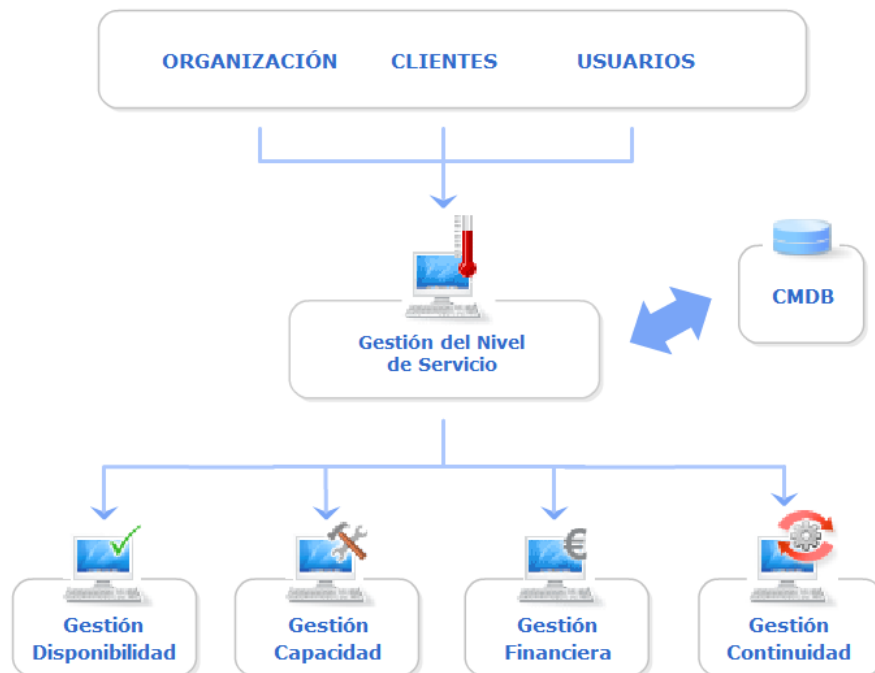 ORGANIZACIÓN CLIENTES USUARIOS
CMDB
Gestión del Nivel
de Servicio
Gestión
Disponibilidad
Gestión
Capacidad
Gestión
Financiera
Gestión
Continuidad